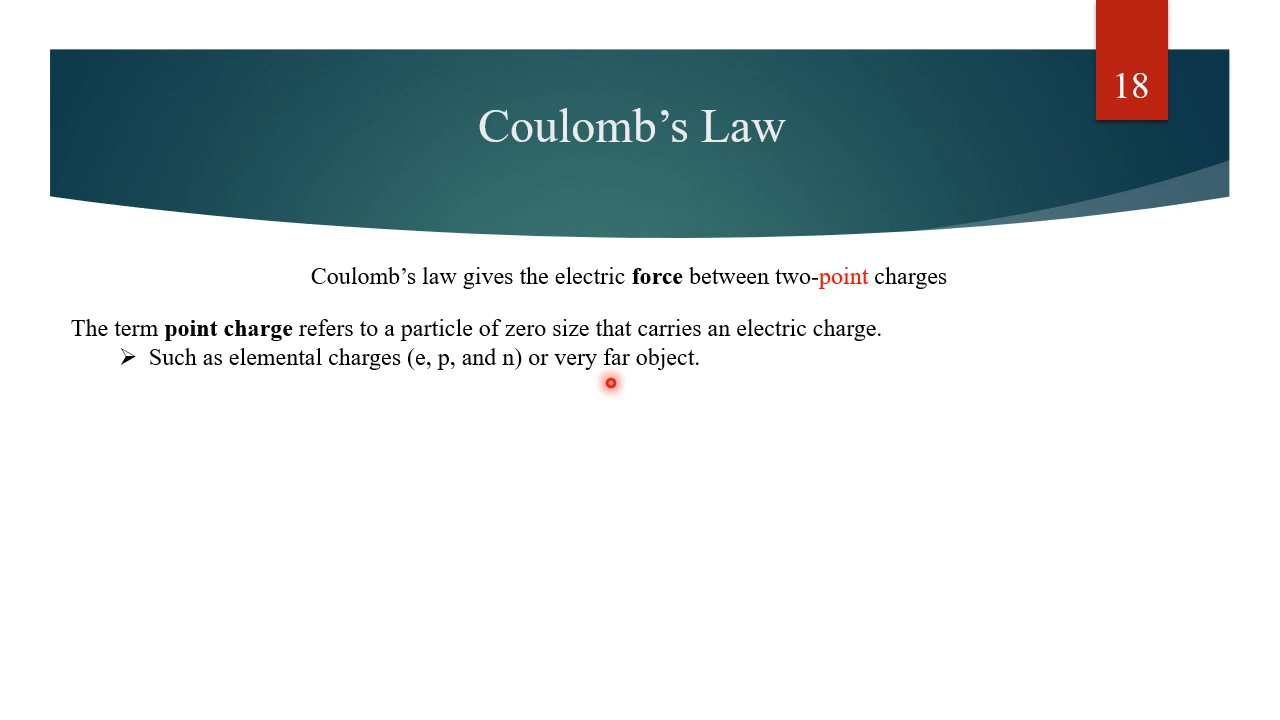 18
Coulomb’s Law
Coulomb’s law gives the electric force between two-point charges
The term point charge refers to a particle of zero size that carries an electric charge.
➢ Such as elemental charges (e, p, and n) or very far object.